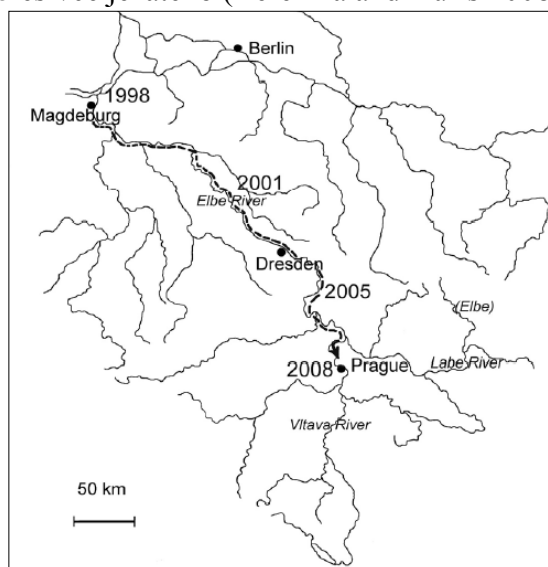 Berlin
1998
Magdeburg
2001
Elbe River
Dresden
2005
(Elbe)
Labe River
2008
Prague
Vltava River
50 km